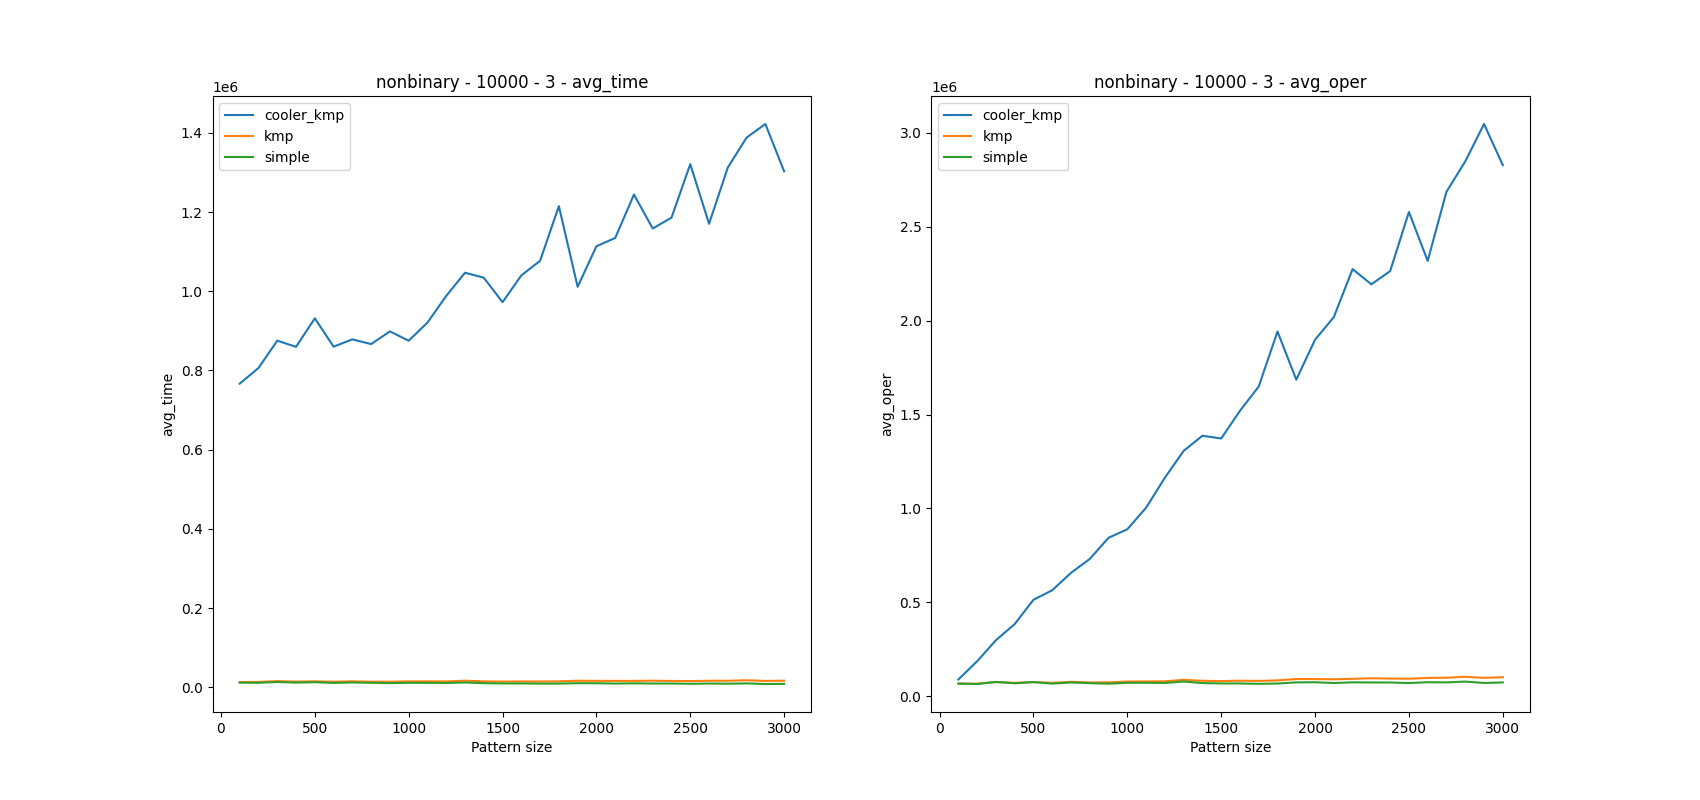 nonbinary - 10000 - 3 - avg_time
1e6
cooler_kmp
kmp
simple
1.4
1.2
1.0
0.8
0.6
0.4
0.2
0.0
avg_time
0 500 1000 1500 2000 2500 3000
Pattern size
nonbinary - 10000 - 3 - avg_oper
1e6
cooler_kmp
kmp
simple
3.0
2.5
2.0
1.5
1.0
0.5
0.0
avg_oper
0 500 1000 1500 2000 2500 3000
Pattern size